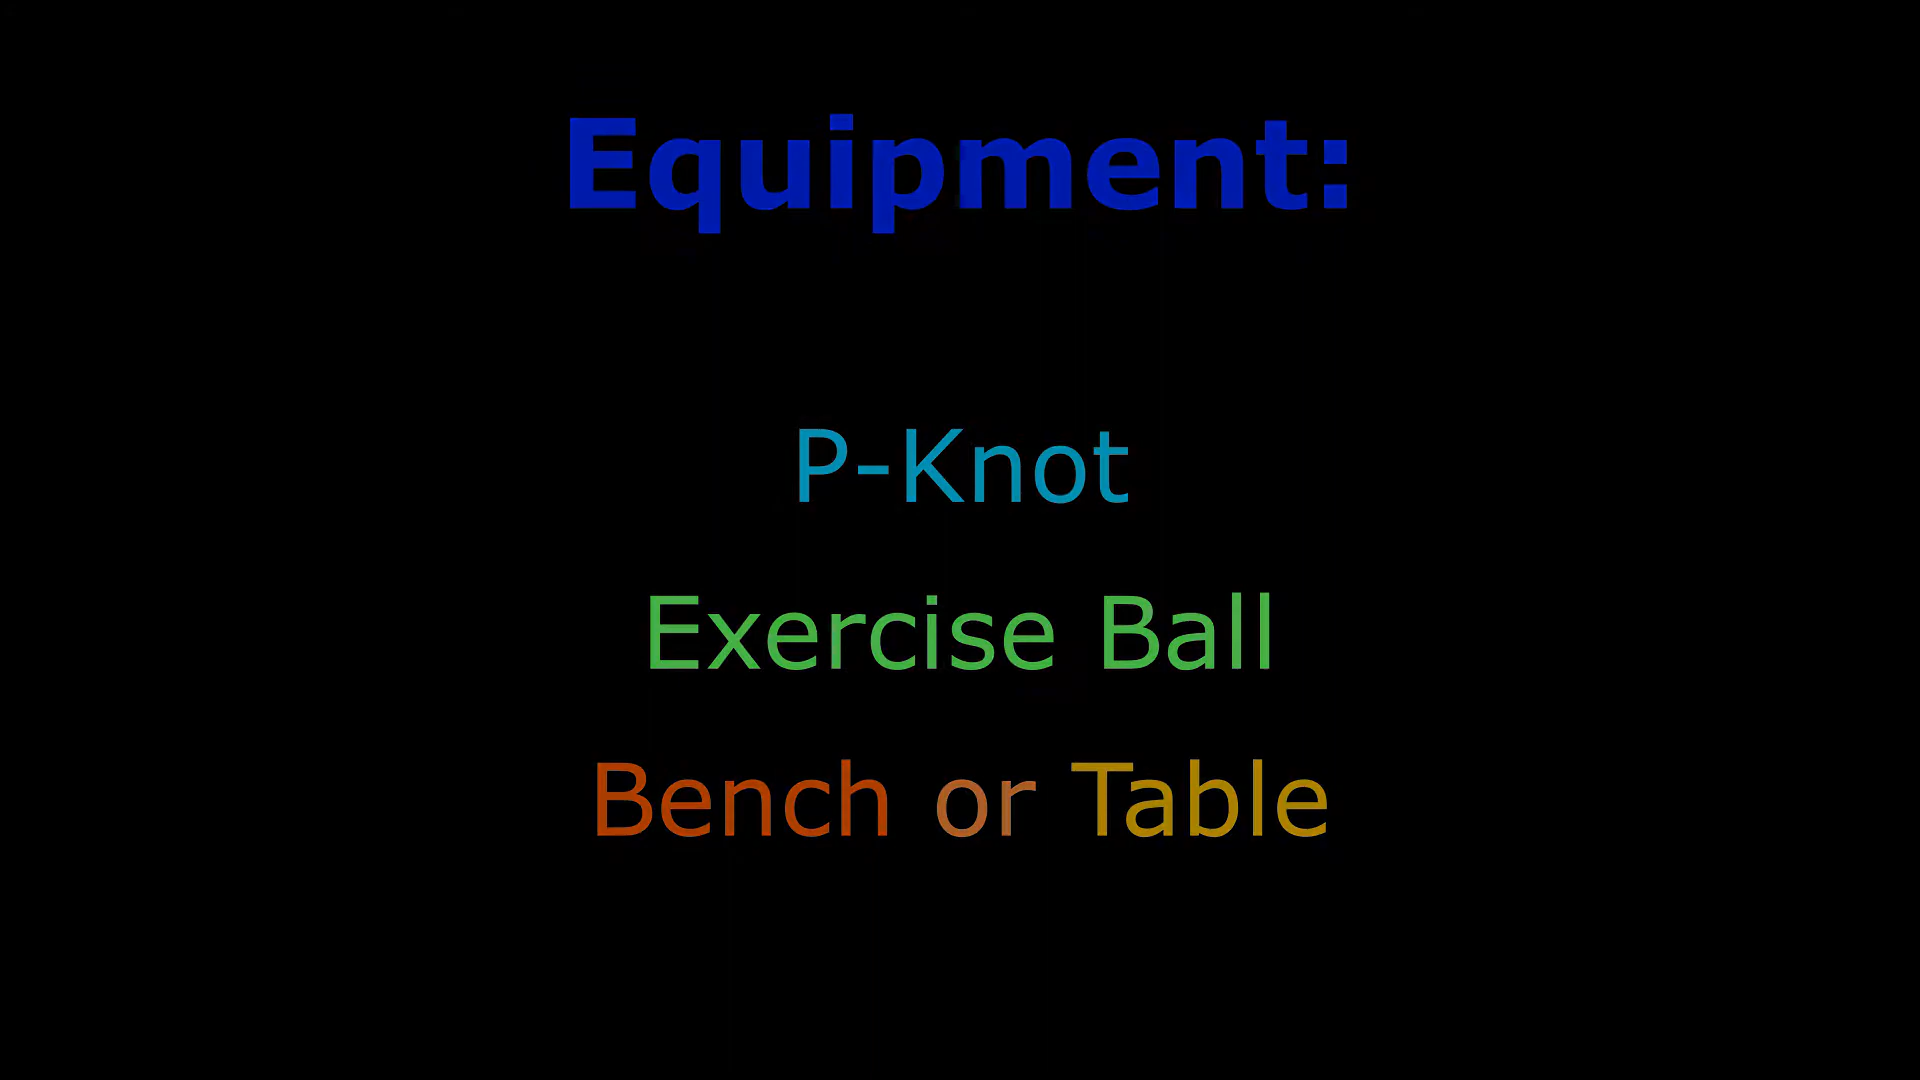 Equipment:
P-Knot
Exercise Ball
Bench or Table